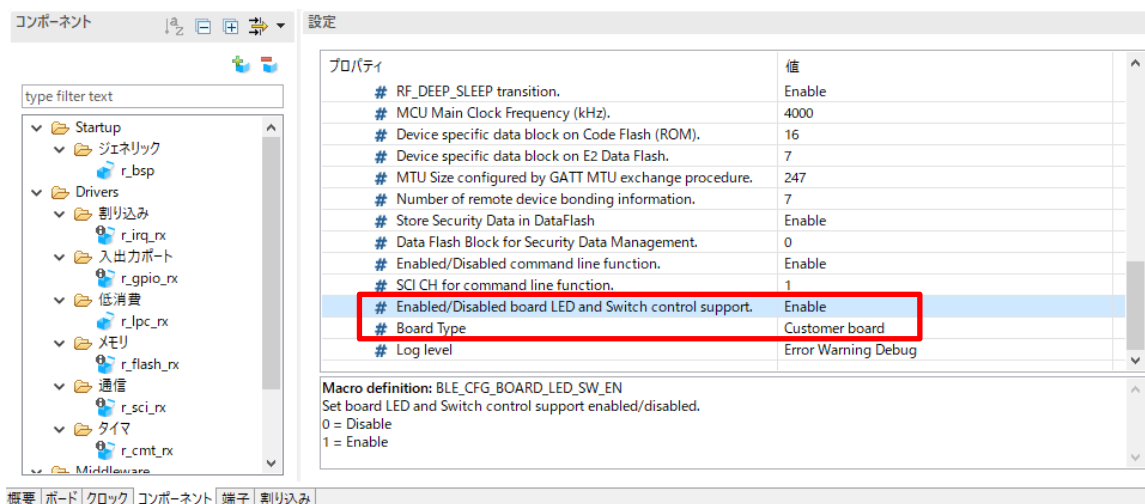 コンポーネント
設定
type filter text
Startup
ジェネリック
r_bsp
Drivers
割り込み
r_irq_rx
入出力ポート
r_gpio_rx
低消費
r_lpc_rx
メモリ
r_flash_rx
通信
r_sci_rx
タイマ
r_cmt_rx
Middleware
プロパティ 値
# RF_DEEP_SLEEP transition. Enable
# MCU Main Clock Frequency (kHz). 4000
# Device specific data block on Code Flash (ROM). 16
# Device specific data block on E2 Data Flash. 7
# MTU Size configured by GATT MTU exchange procedure. 247
# Number of remote device bonding information. 7
# Store Security Data in DataFlash Enable
# Data Flash Block for Security Data Management. 0
# Enabled/Disabled command line function. Enable
# SCI CH for command line function. 1
# Enabled/Disabled board LED and Switch control support. Enable
# Board Type Customer board
# Log level Error Warning Debug
Macro definition: BLE_CFG_BOARD_LED_SW_EN
Set board LED and Switch control support enabled/disabled.
0 = Disable
1 = Enable
概要 ボード クロック コンポーネント 端子 割り込み